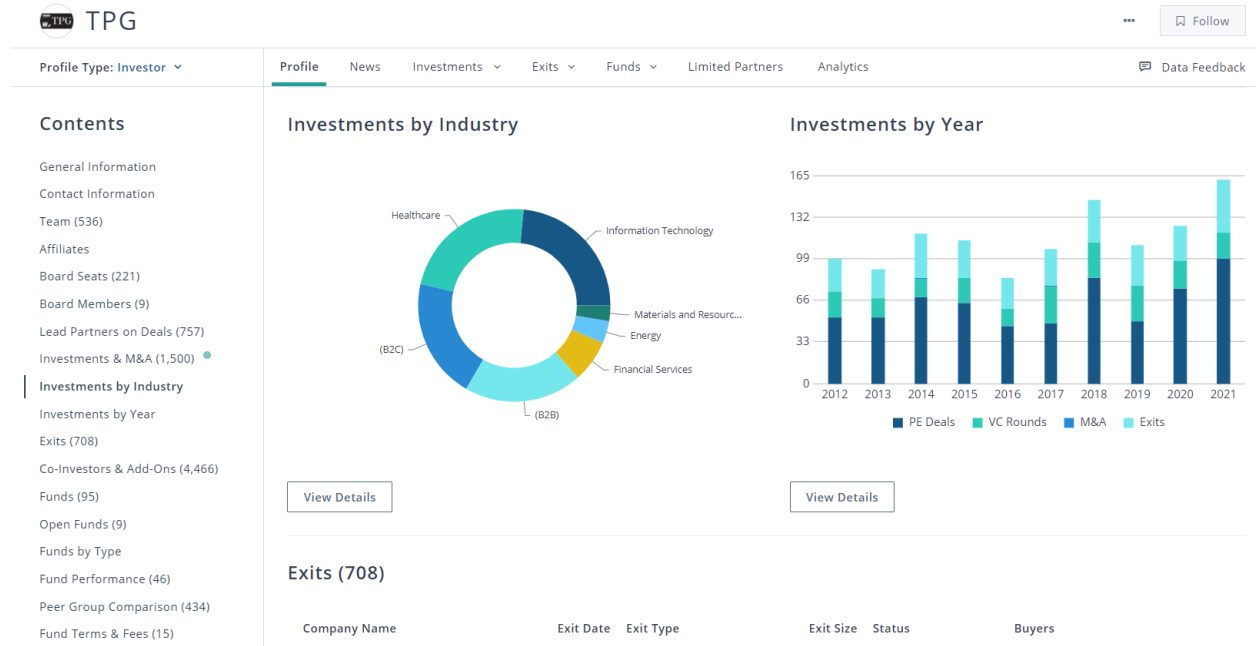 TPG TPG
••• Follow
Profile Type: Investor
Profile News Investments Exits Funds Limited Partners Analytics
Data Feedback
Contents
General Information
Contact Information
Team (536)
Affiliates
Board Seats (221)
Board Members (9)
Lead Partners on Deals (757)
Investments & M&A (1,500)
Investments by Industry
Investments by Year
Exits (708)
Co-Investors & Add-Ons (4,466)
Funds (95)
Open Funds (9)
Funds by Type
Fund Performance (46)
Peer Group Comparison (434)
Fund Terms & Fees (15)
Investments by Industry
Healthcare
Information Technology
Materials and Resourc...
Energy
(B2C)
Financial Services
(B2B)
View Details
Investments by Year
165
132
99
66
33
0
2012 2013 2014 2015 2016 2017 2018 2019 2020 2021
PE Deals VC Rounds M&A Exits
View Details
Exits (708)
Company Name Exit Date Exit Type Exit Size Status Buyers